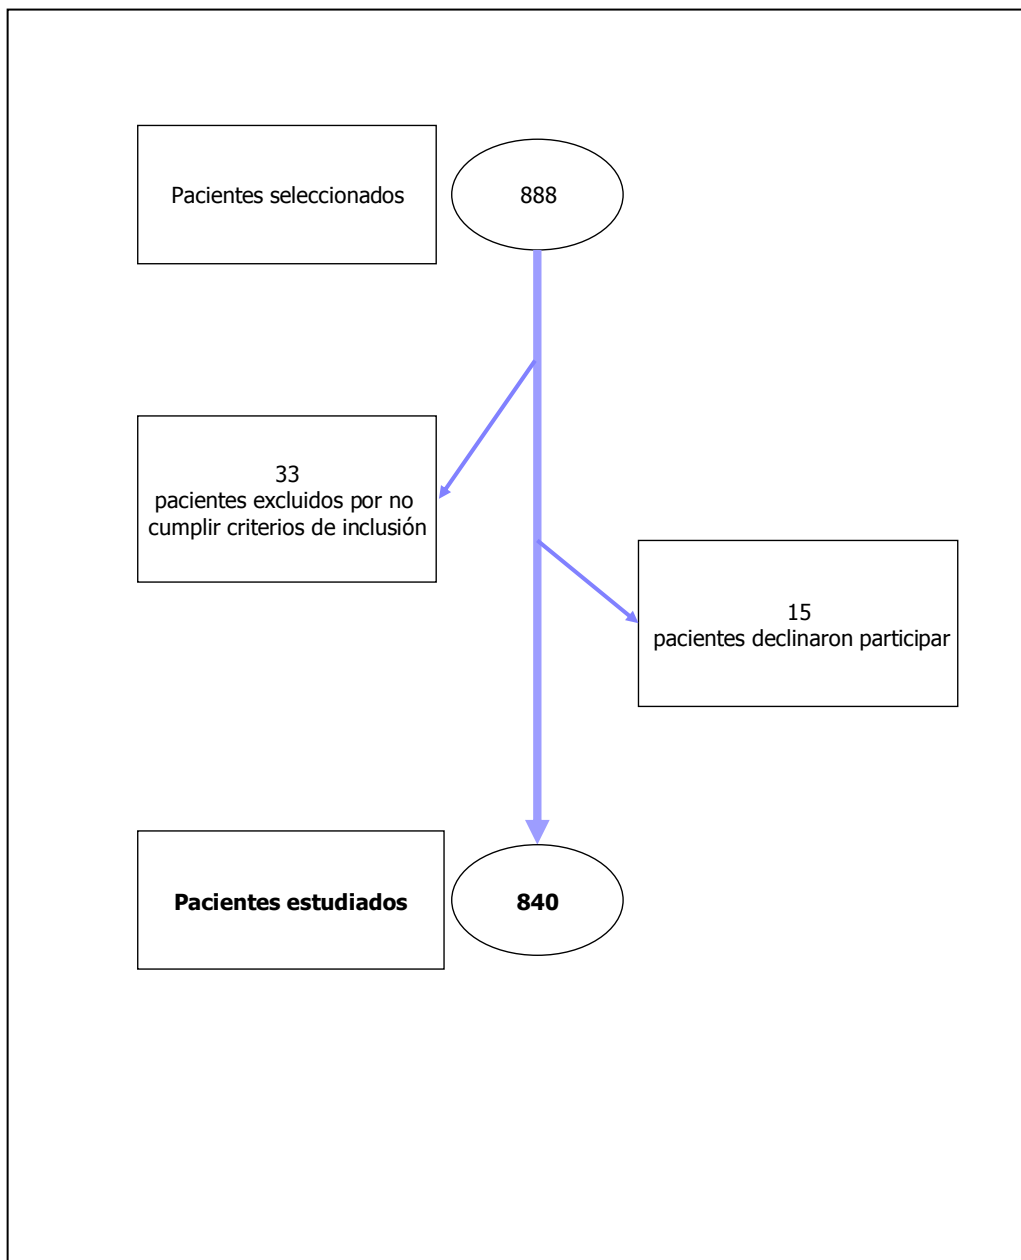 Pacientes seleccionados
888
33
pacientes excluidos por no
cumplir criterios de inclusión
15
pacientes declinaron participar
Pacientes estudiados
840